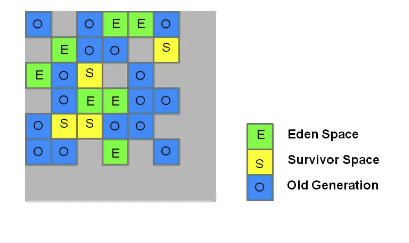 O O E E O
E O O S
E O S O
O E E O O
O S S O O
O O E O
E Eden Space
S Survivor Space
O Old Generation